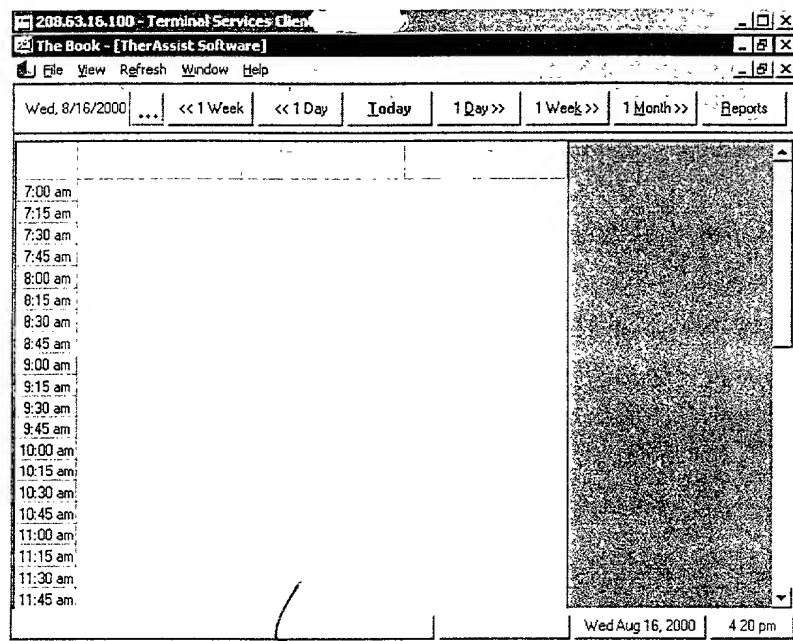 208.63.16.100 - Terminal Services Clien
The Book - [TherAssist Software]
File View Refresh Window Help
Wed, 8/16/2000 ... << 1 Week << 1 Day Today 1 Day >> 1 Week >> 1 Month >> Reports
7:00 am
7:15 am
7:30 am
7:45 am
8:00 am
8:15 am
8:30 am
8:45 am
9:00 am
9:15 am
9:30 am
9:45 am
10:00 am
10:15 am
10:30 am
10:45 am
11:00 am
11:15 am
11:30 am
11:45 am
Wed Aug 16, 2000 4:20 pm